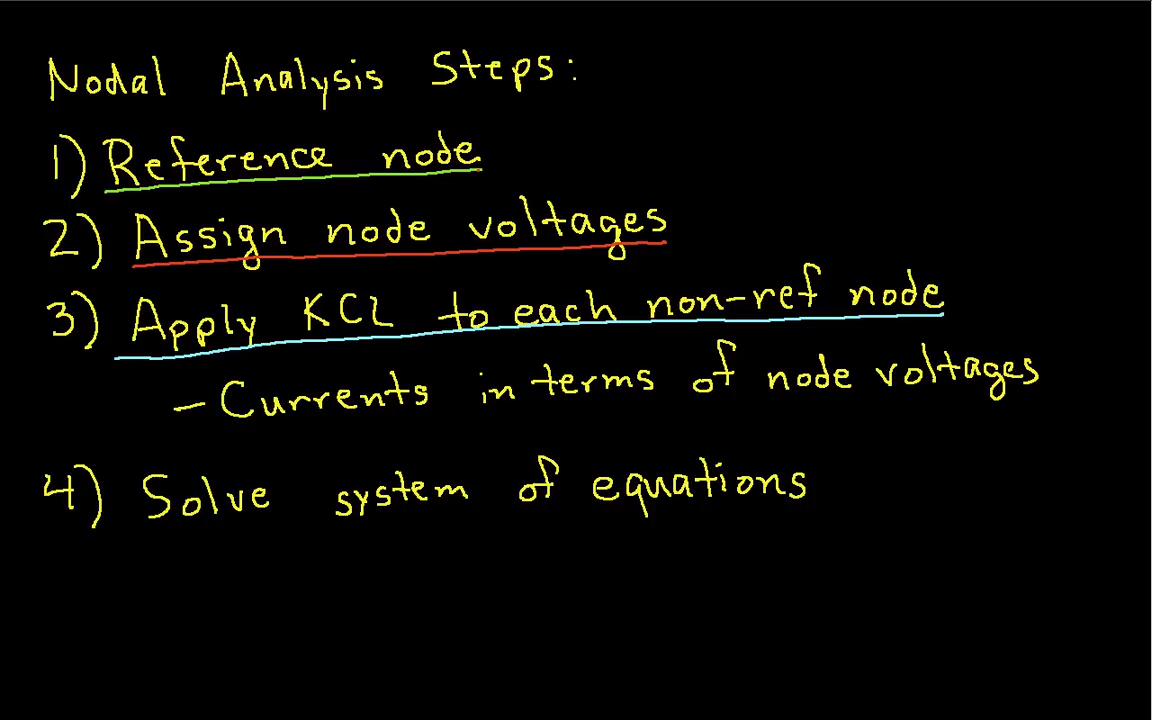 Nodal Analysis Steps:
1) Reference node
2) Assign node voltages
3) Apply KCL to each non-ref node
- Currents in terms of node voltages
4) Solve system of equations